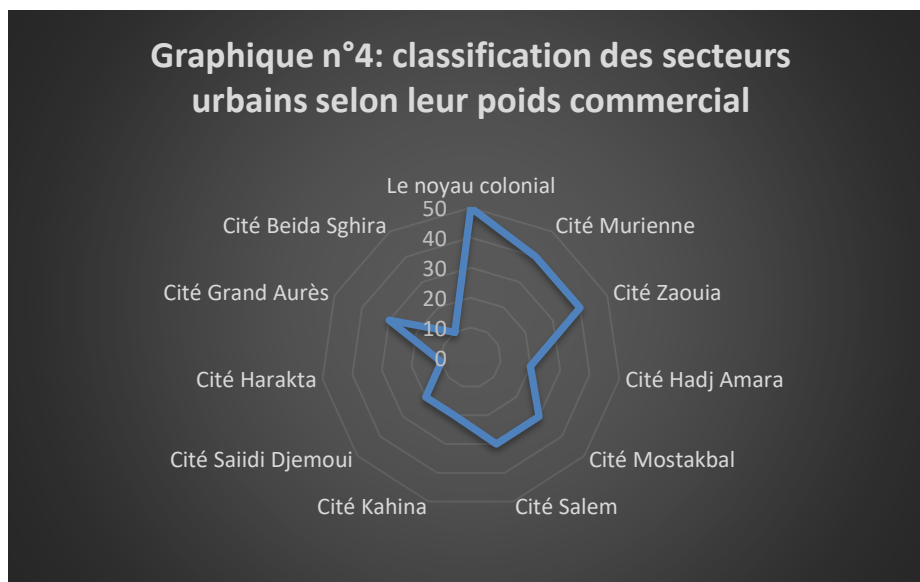 Graphique n°4: classification des secteurs
urbains selon leur poids commercial
Le noyau colonial
Cité Murienne
Cité Zaouia
Cité Hadj Amara
Cité Mostakbal
Cité Salem
Cité Kahina
Cité Saiidi Djemoui
Cité Harakta
Cité Grand Aurès
Cité Beida Sghira
50
40
30
20
10
0